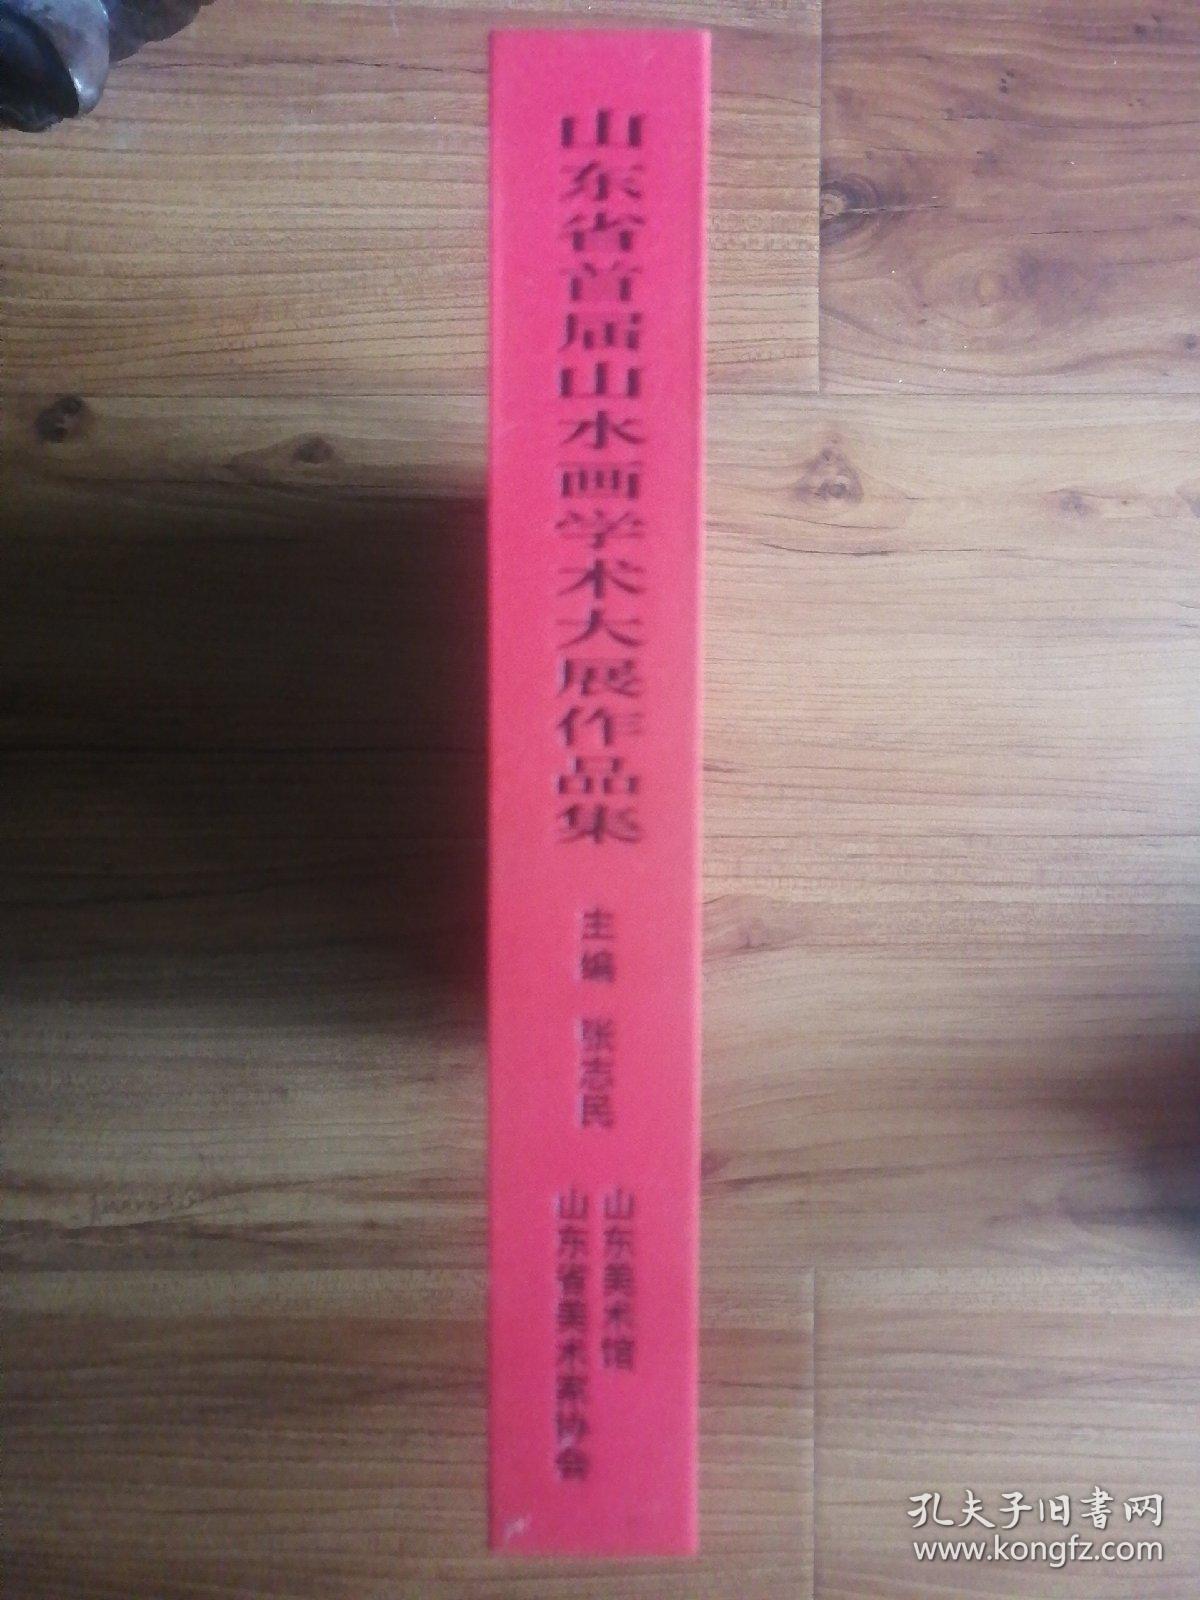 山东省首届山水画学术大展作品集
主编 张志民
山东美术馆
山东省美术家协会
孔夫子旧书网
www.kongfz.com